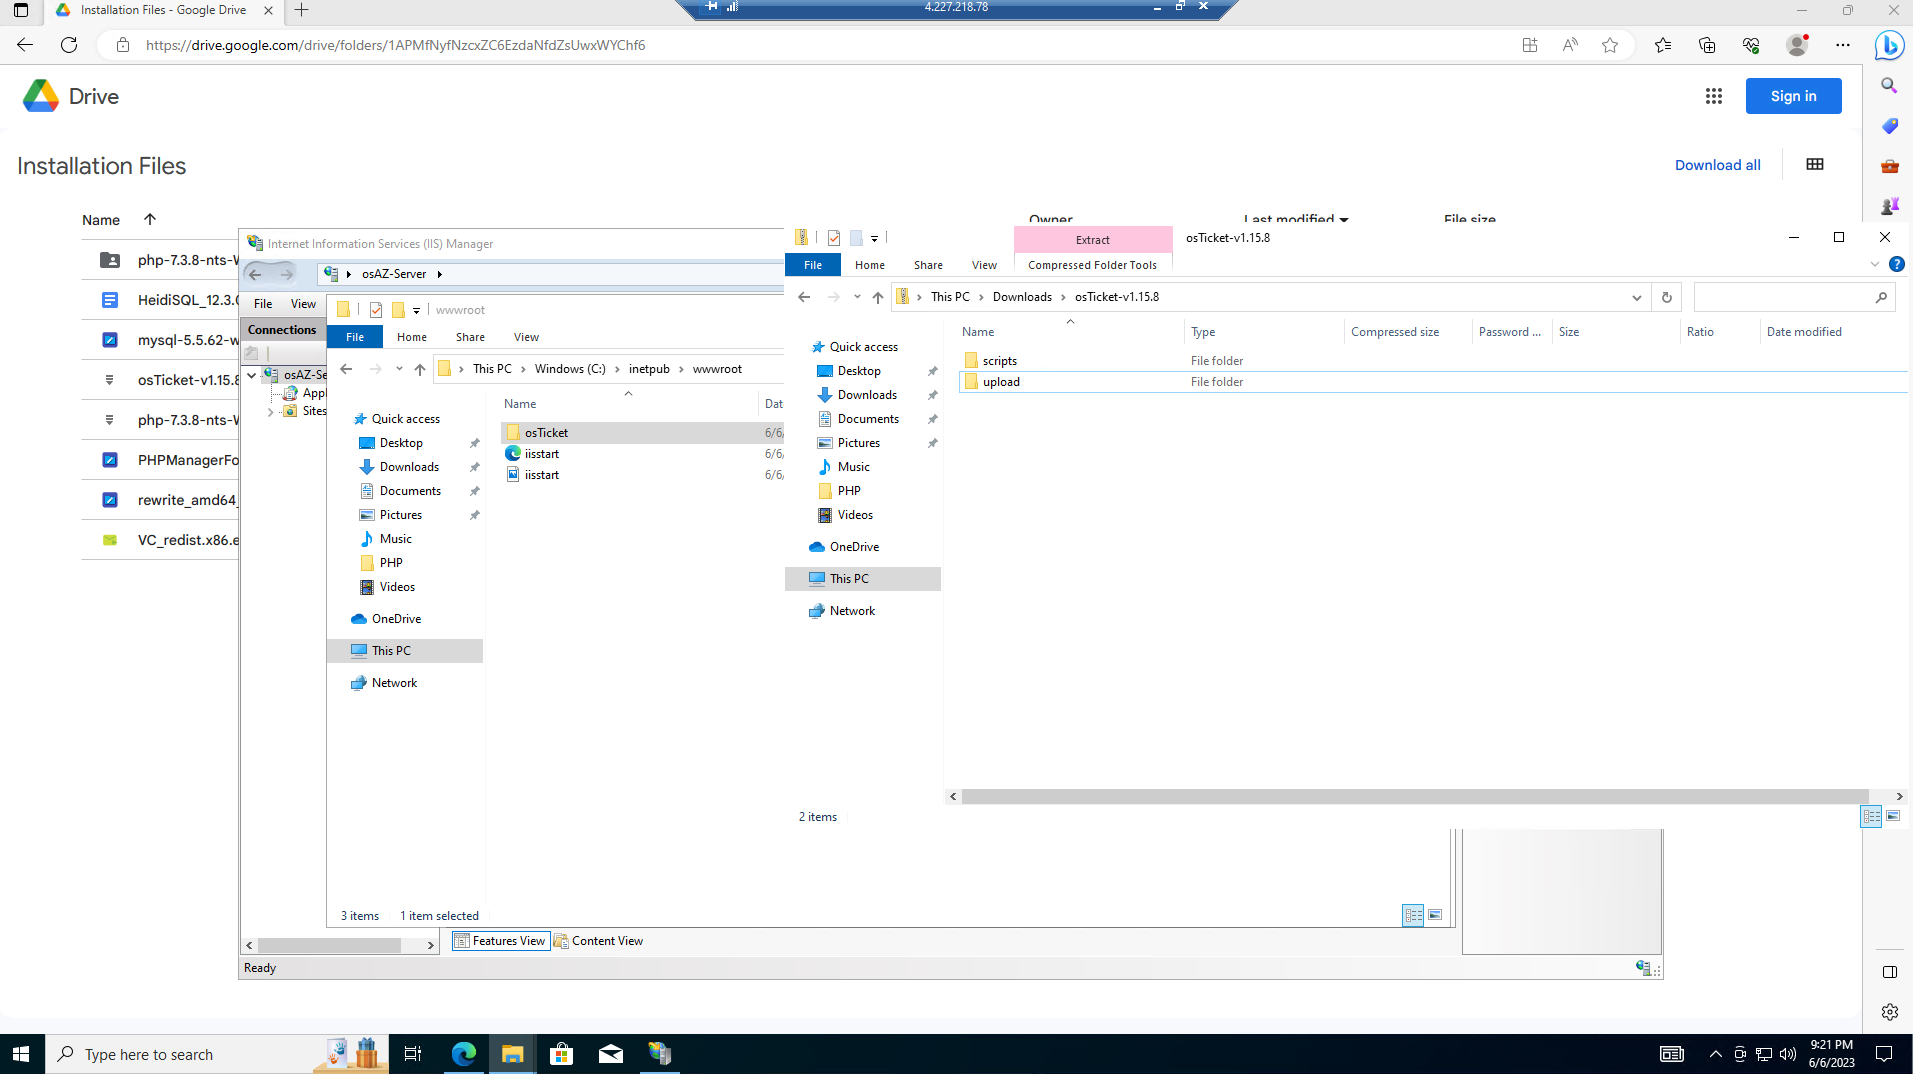 Installation Files - Google Drive
4.227.218.78
https://drive.google.com/drive/folders/1APMfNyfNzcxZC6EzdaNfdZsUwxWYChf6
Drive
Sign in
Installation Files
Download all
Name
Owner
Last modified
File size
php-7.3.8-nts-W
HeidiSQL_12.3.0
mysql-5.5.62-w
osTicket-v1.15.8
php-7.3.8-nts-W
PHPManagerFo
rewrite_amd64_
VC_redist.x86.e
Internet Information Services (IIS) Manager
osAZ-Server
File
View
Connections
osAZ-Se
Appl
Sites
wwwroot
File
Home
Share
View
This PC
Windows (C:)
inetpub
wwwroot
Name
Dat
Quick access
Desktop
Downloads
Documents
Pictures
Music
PHP
Videos
OneDrive
This PC
Network
osTicket
6/6/
iisstart
6/6/
iisstart
6/6/
3 items
1 item selected
Features View
Content View
Ready
Extract
osTicket-v1.15.8
File
Home
Share
View
Compressed Folder Tools
This PC
Downloads
osTicket-v1.15.8
Name
Type
Compressed size
Password ...
Size
Ratio
Date modified
Quick access
Desktop
Downloads
Documents
Pictures
Music
PHP
Videos
OneDrive
This PC
Network
scripts
File folder
upload
File folder
2 items
Type here to search
9:21 PM
6/6/2023